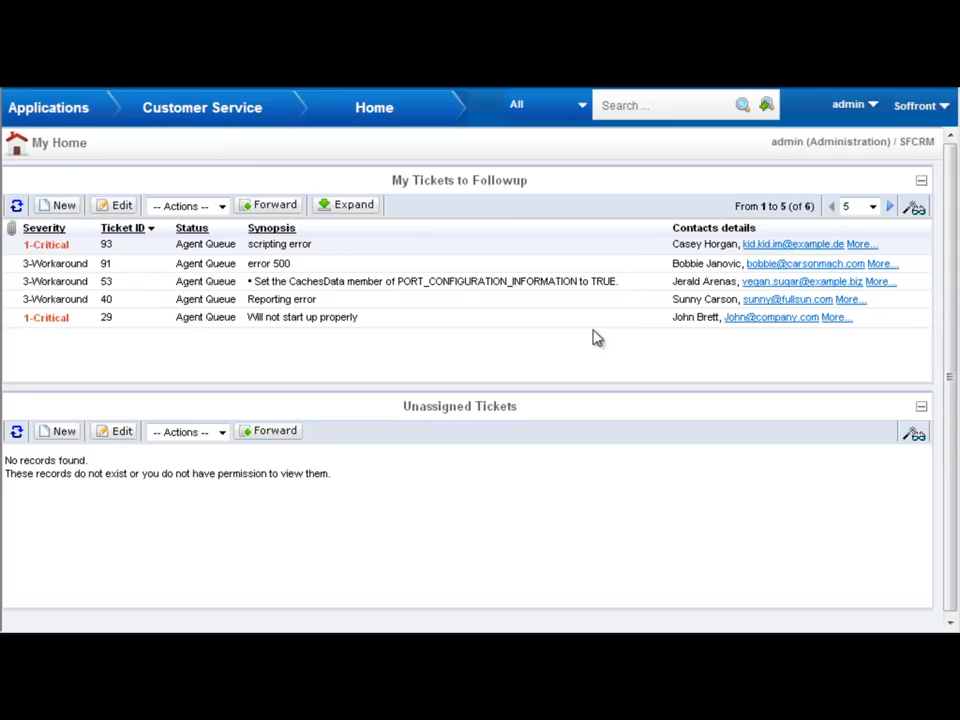 Applications Customer Service Home All Search ... admin Soffront
My Home admin (Administration) / SFCRM
My Tickets to Followup
New Edit -- Actions -- Forward Expand From 1 to 5 (of 6) 5
Severity Ticket ID Status Synopsis Contacts details
1-Critical 93 Agent Queue scripting error Casey Horgan, kid.kid.im@example.de More...
3-Workaround 91 Agent Queue error 500 Bobbie Janovic, bobbie@carsonmach.com More...
3-Workaround 53 Agent Queue • Set the CachesData member of PORT_CONFIGURATION_INFORMATION to TRUE. Jerald Arenas, vegan.sugar@example.biz More...
3-Workaround 40 Agent Queue Reporting error Sunny Carson, sunny@fullsun.com More...
1-Critical 29 Agent Queue Will not start up properly John Brett, John@company.com More...
Unassigned Tickets
New Edit -- Actions -- Forward
No records found.
These records do not exist or you do not have permission to view them.